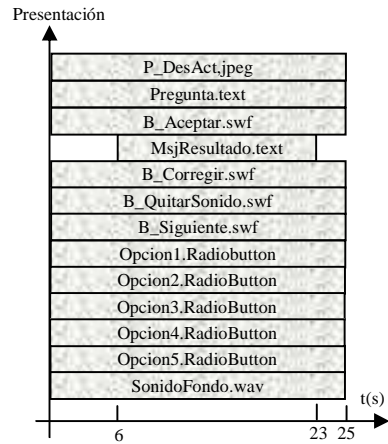 Presentación
P_DesAct.jpeg
Pregunta.text
B_Aceptar.swf
MsjResultado.text
B_Corregir.swf
B_QuitarSonido.swf
B_Siguiente.swf
Opcion1.Radiobutton
Opcion2.RadioButton
Opcion3.RadioButton
Opcion4.RadioButton
Opcion5.RadioButton
SonidoFondo.wav
t(s)
6 23 25